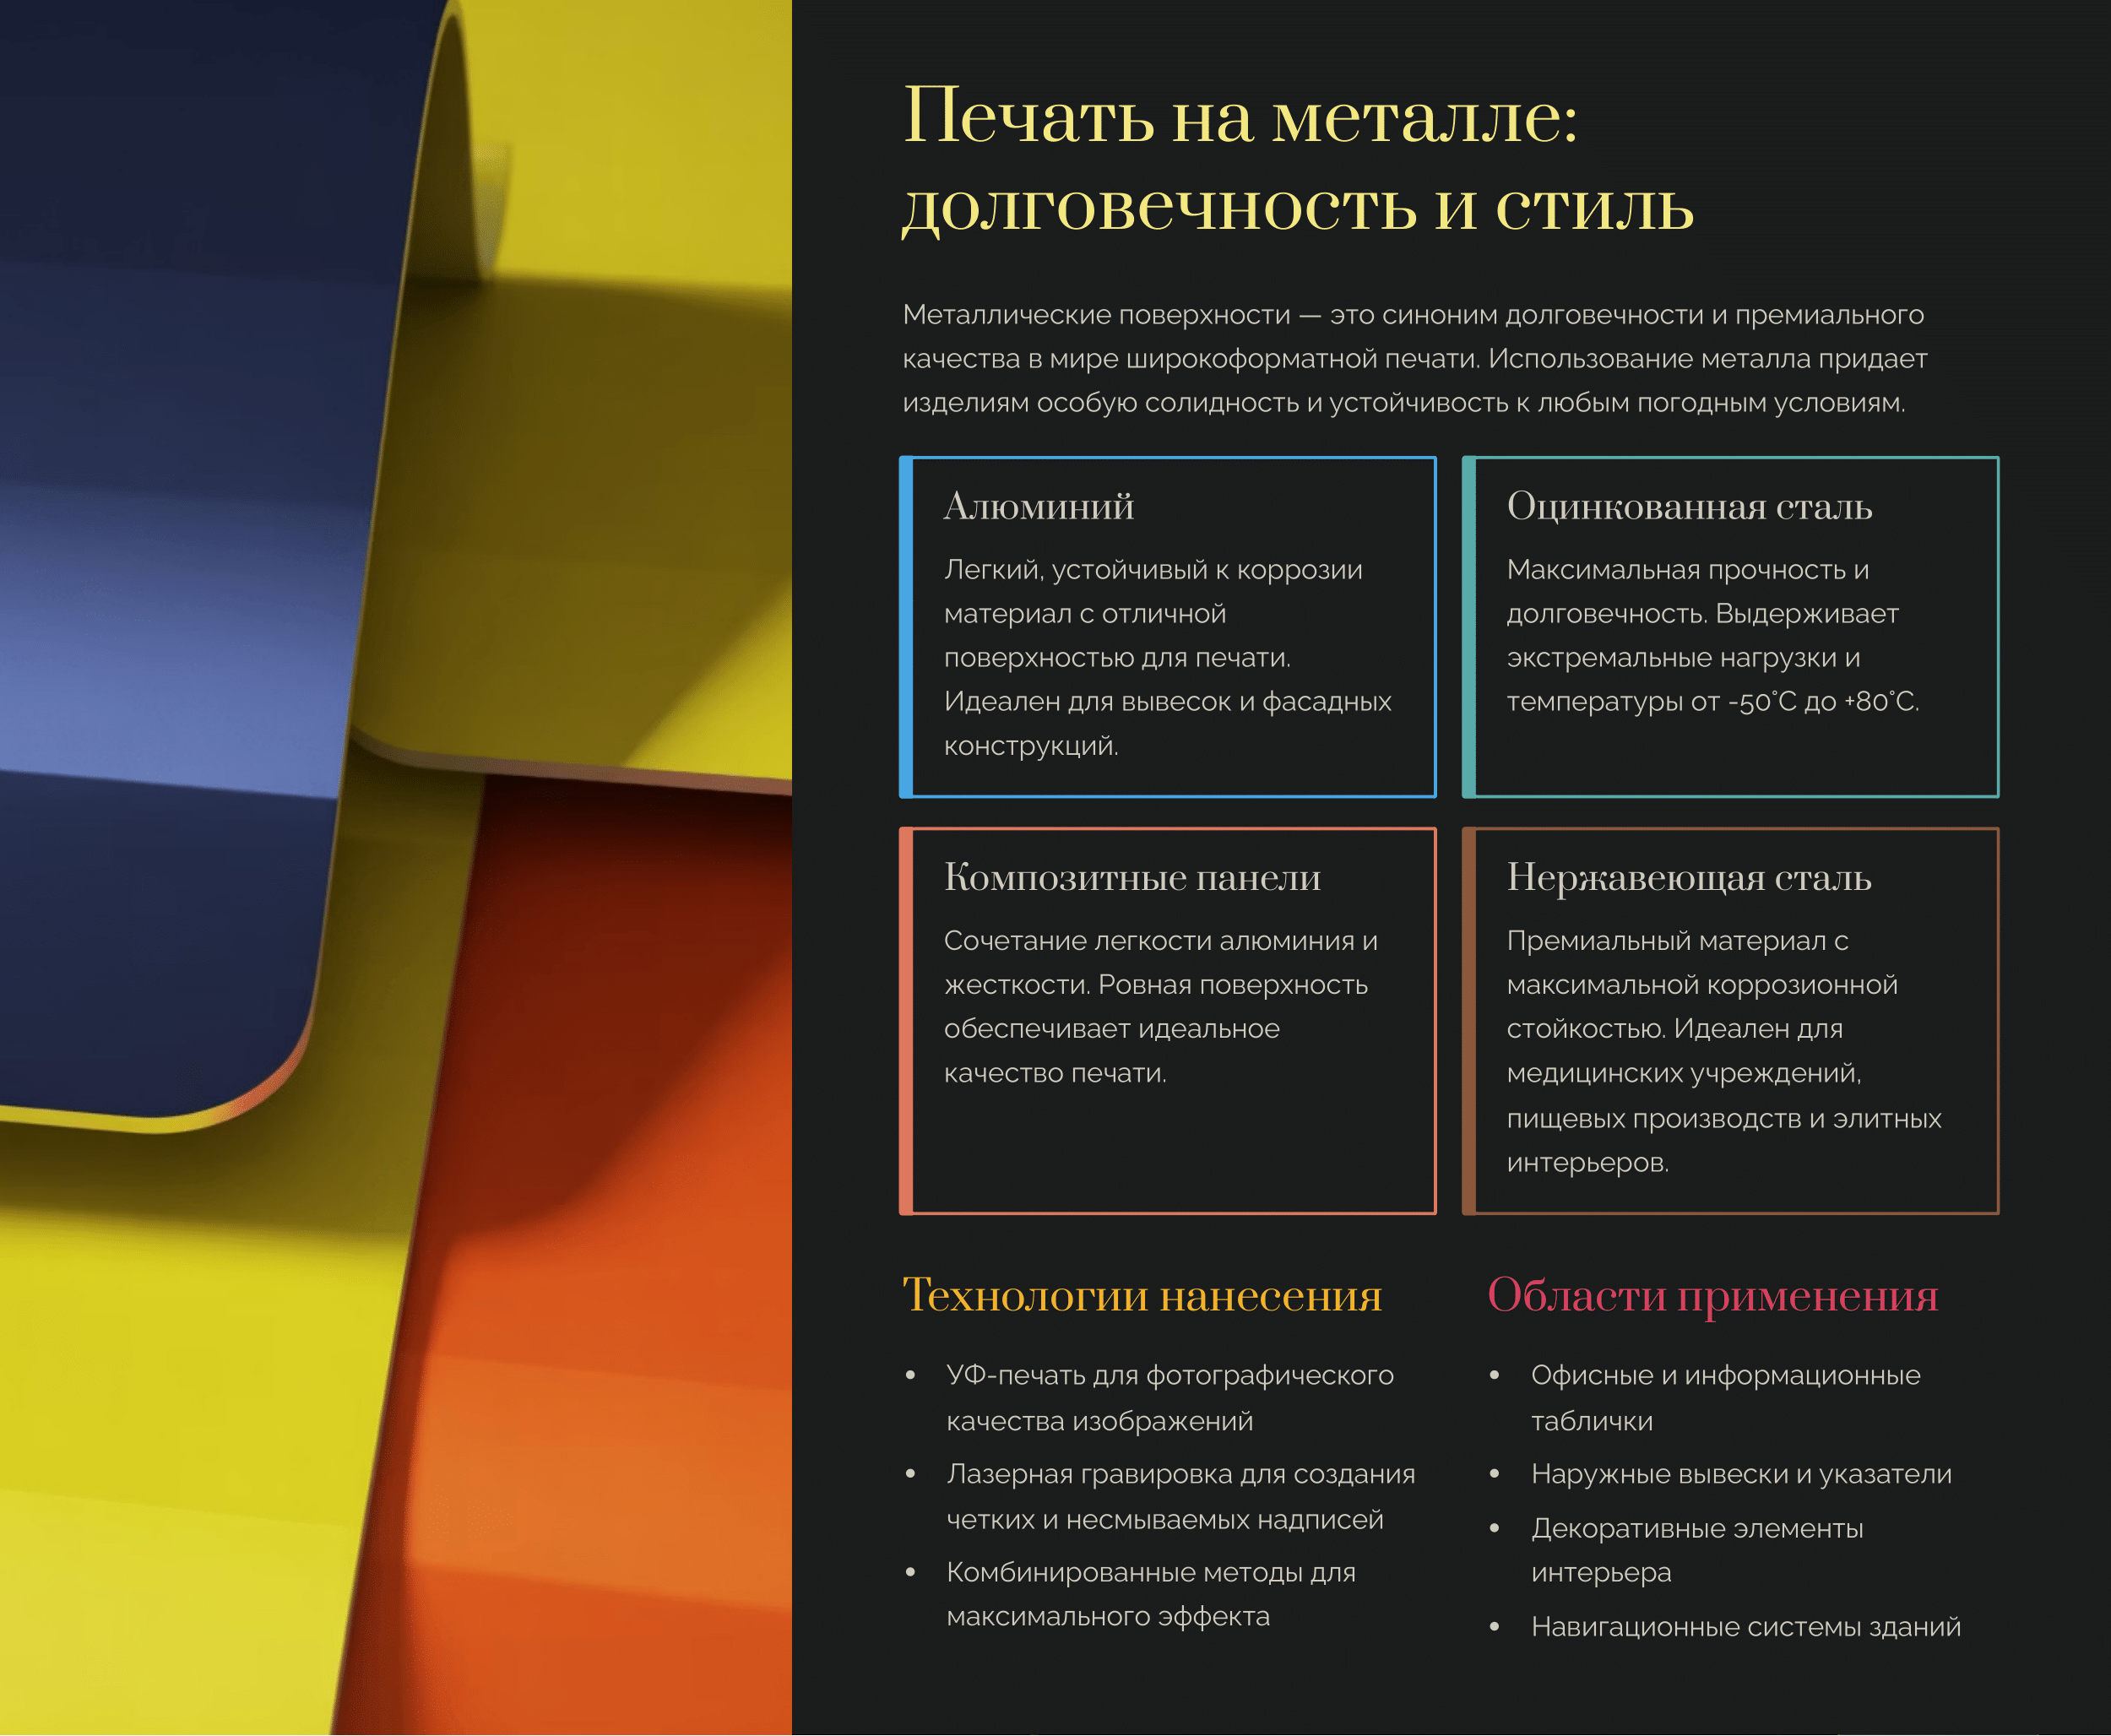 Печать на металле:
долговечность и стиль
Металлические поверхности — это синоним долговечности и премиального
качества в мире широкоформатной печати. Использование металла придает
изделиям особую солидность и устойчивость к любым погодным условиям.
Алюминий
Легкий, устойчивый к коррозии
материал с отличной
поверхностью для печати.
Идеален для вывесок и фасадных
конструкций.
Оцинкованная сталь
Максимальная прочность и
долговечность. Выдерживает
экстремальные нагрузки и
температуры от -50°C до +80°C.
Композитные панели
Сочетание легкости алюминия и
жесткости. Ровная поверхность
обеспечивает идеальное
качество печати.
Нержавеющая сталь
Премиальный материал с
максимальной коррозионной
стойкостью. Идеален для
медицинских учреждений,
пищевых производств и элитных
интерьеров.
Технологии нанесения
• УФ-печать для фотографического
качества изображений
• Лазерная гравировка для создания
четких и несмываемых надписей
• Комбинированные методы для
максимального эффекта
Области применения
• Офисные и информационные
таблички
• Наружные вывески и указатели
• Декоративные элементы
интерьера
• Навигационные системы зданий